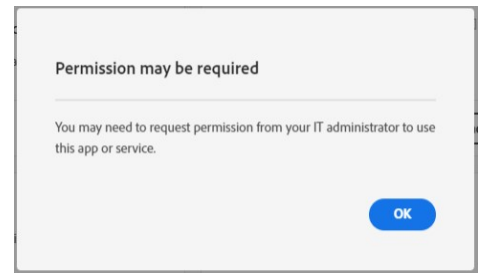 Permission may be required
You may need to request permission from your IT administrator to use
this app or service.
OK